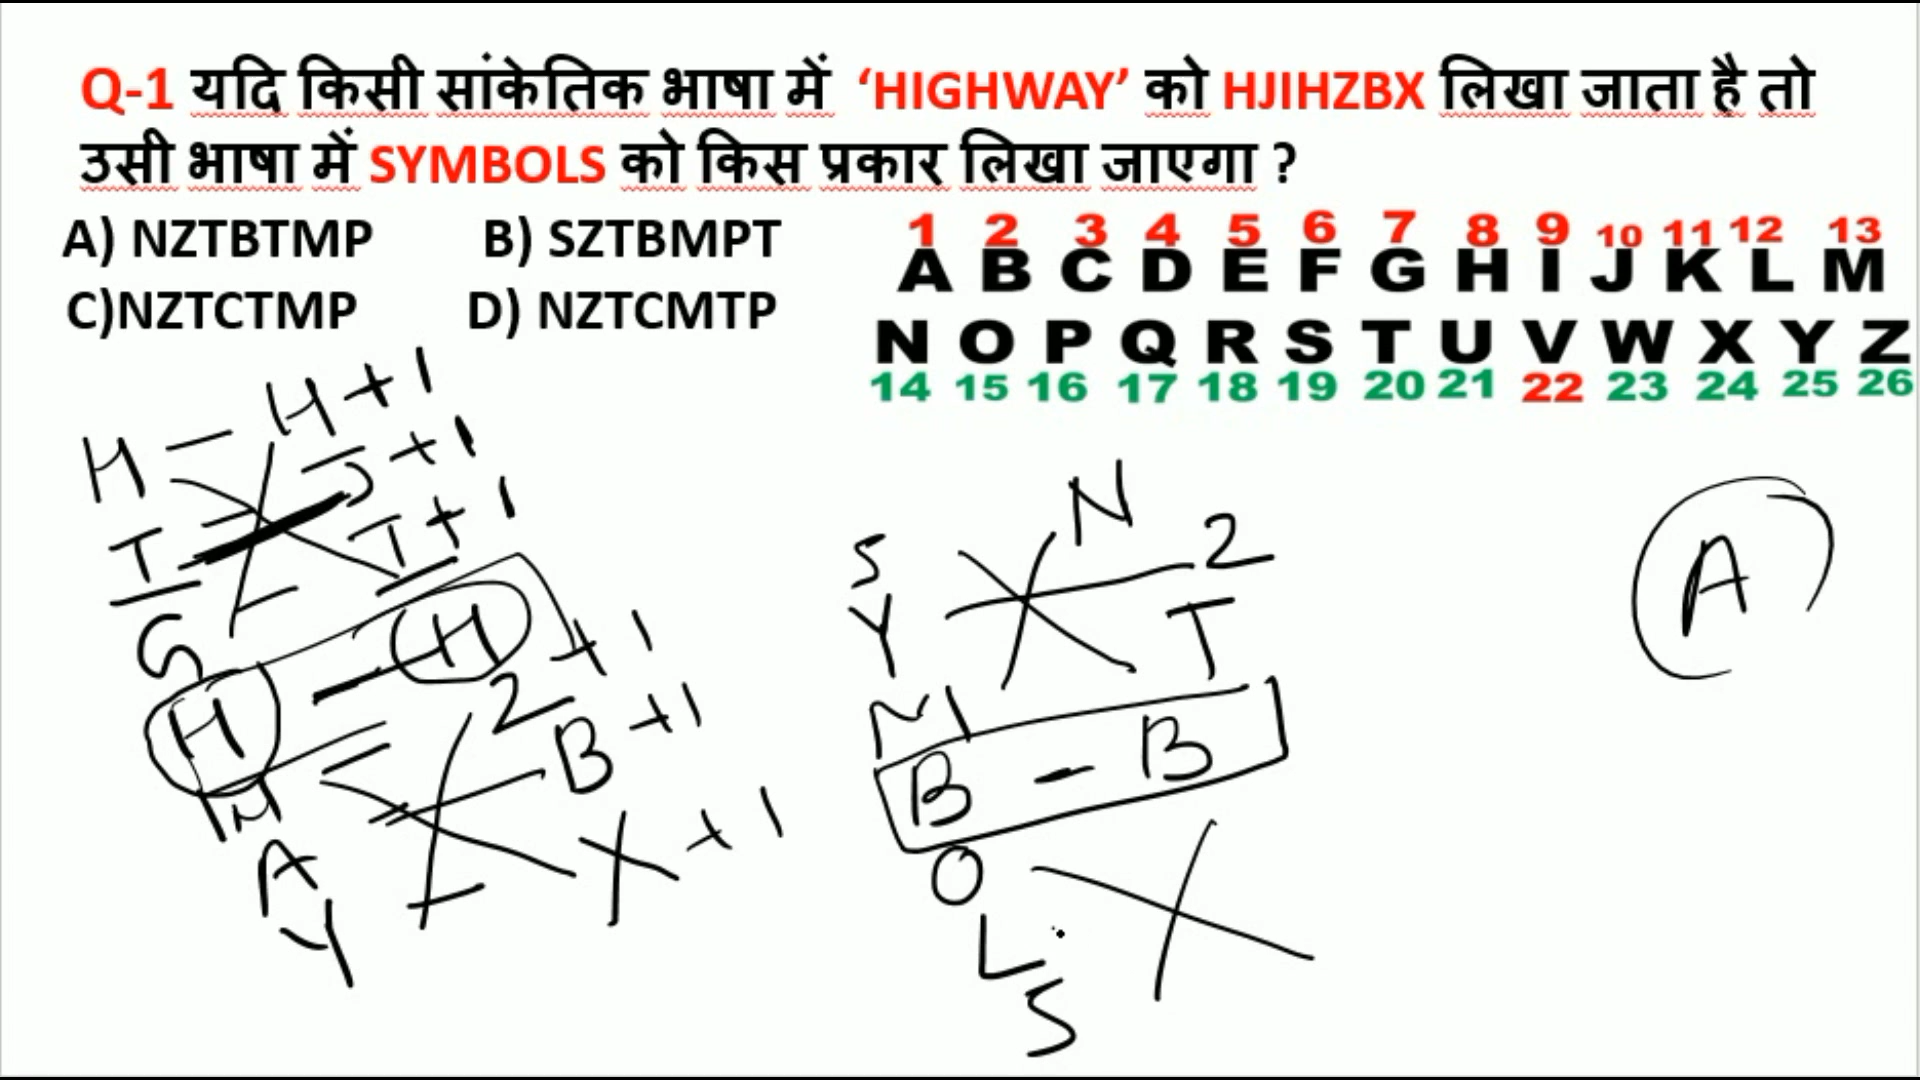 Q-1 यदि किसी सांकेतिक भाषा में ‘HIGHWAY’ को HJIHZBX लिखा जाता है तो
उसी भाषा में SYMBOLS को किस प्रकार लिखा जाएगा ?
A) NZTBTMP B) SZTBMPT
C)NZTCTMP D) NZTCMTP
1 2 3 4 5 6 7 8 9 10 11 12 13
A B C D E F G H I J K L M
N O P Q R S T U V W X Y Z
14 15 16 17 18 19 20 21 22 23 24 25 26
H H+1
I J+1
G I+1
H - H
W Z+1
A B+1
Y X+1
S N
Y Z
M T
B - B
O
L
S
A